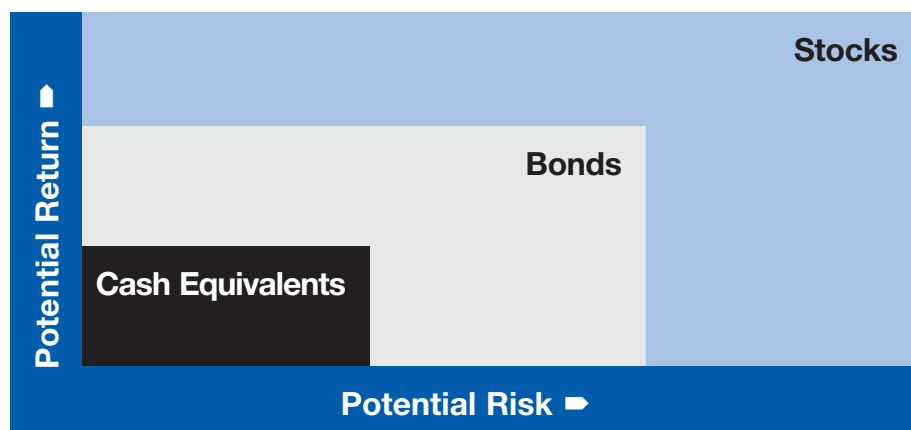 Stocks
Bonds
Cash Equivalents
Potential Return
Potential Risk